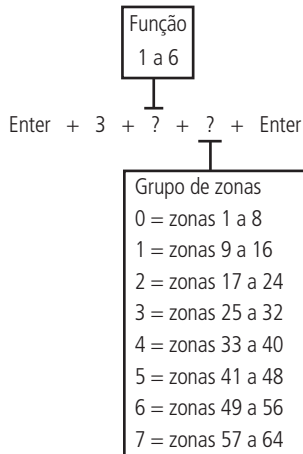 Função
1 a 6
Enter + 3 + ? + ? + Enter
Grupo de zonas
0 = zonas 1 a 8
1 = zonas 9 a 16
2 = zonas 17 a 24
3 = zonas 25 a 32
4 = zonas 33 a 40
5 = zonas 41 a 48
6 = zonas 49 a 56
7 = zonas 57 a 64